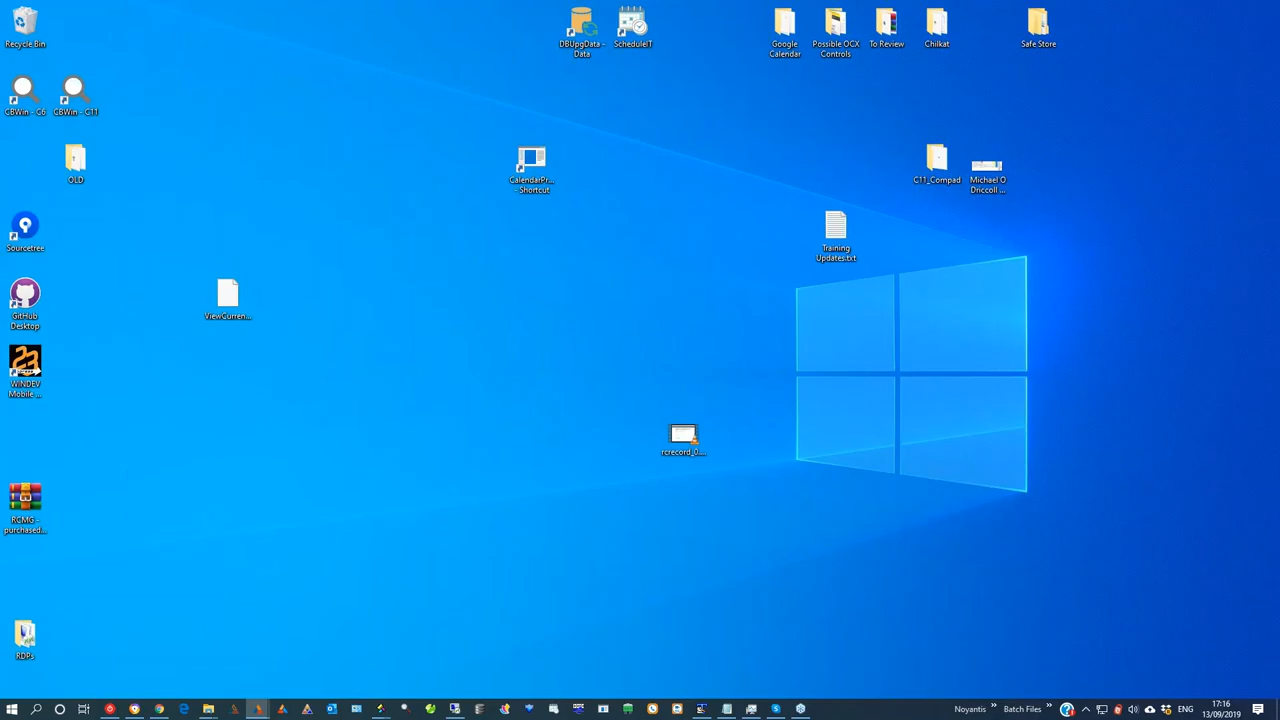 Recycle Bin
DBUpgData -
Data
ScheduleIT
Google
Calendar
Possible OCX
Controls
To Review
Chilkat
Safe Store
CBWin - C6
CBWin - C11
OLD
CalendarPr...
- Shortcut
C11_Compad
Michael O
Driccoll ...
Sourcetree
Training
Updates.txt
GitHub
Desktop
ViewCurren...
WINDEV
Mobile ...
rcrecord_0....
RCMG -
purchased...
RDPs
Noyantis
Batch Files
ENG
17:16
13/09/2019